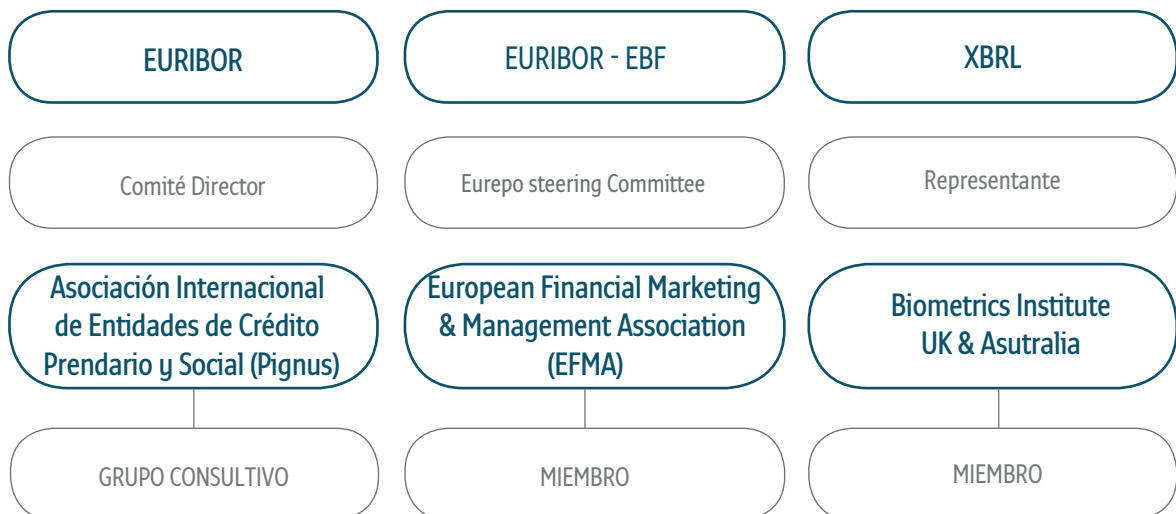 EURIBOR
EURIBOR - EBF
XBRL
Comité Director
Eurepo steering Committee
Representante
Asociación Internacional
de Entidades de Crédito
Prendario y Social (Pignus)
European Financial Marketing
& Management Association
(EFMA)
Biometrics Institute
UK & Asutralia
GRUPO CONSULTIVO
MIEMBRO
MIEMBRO